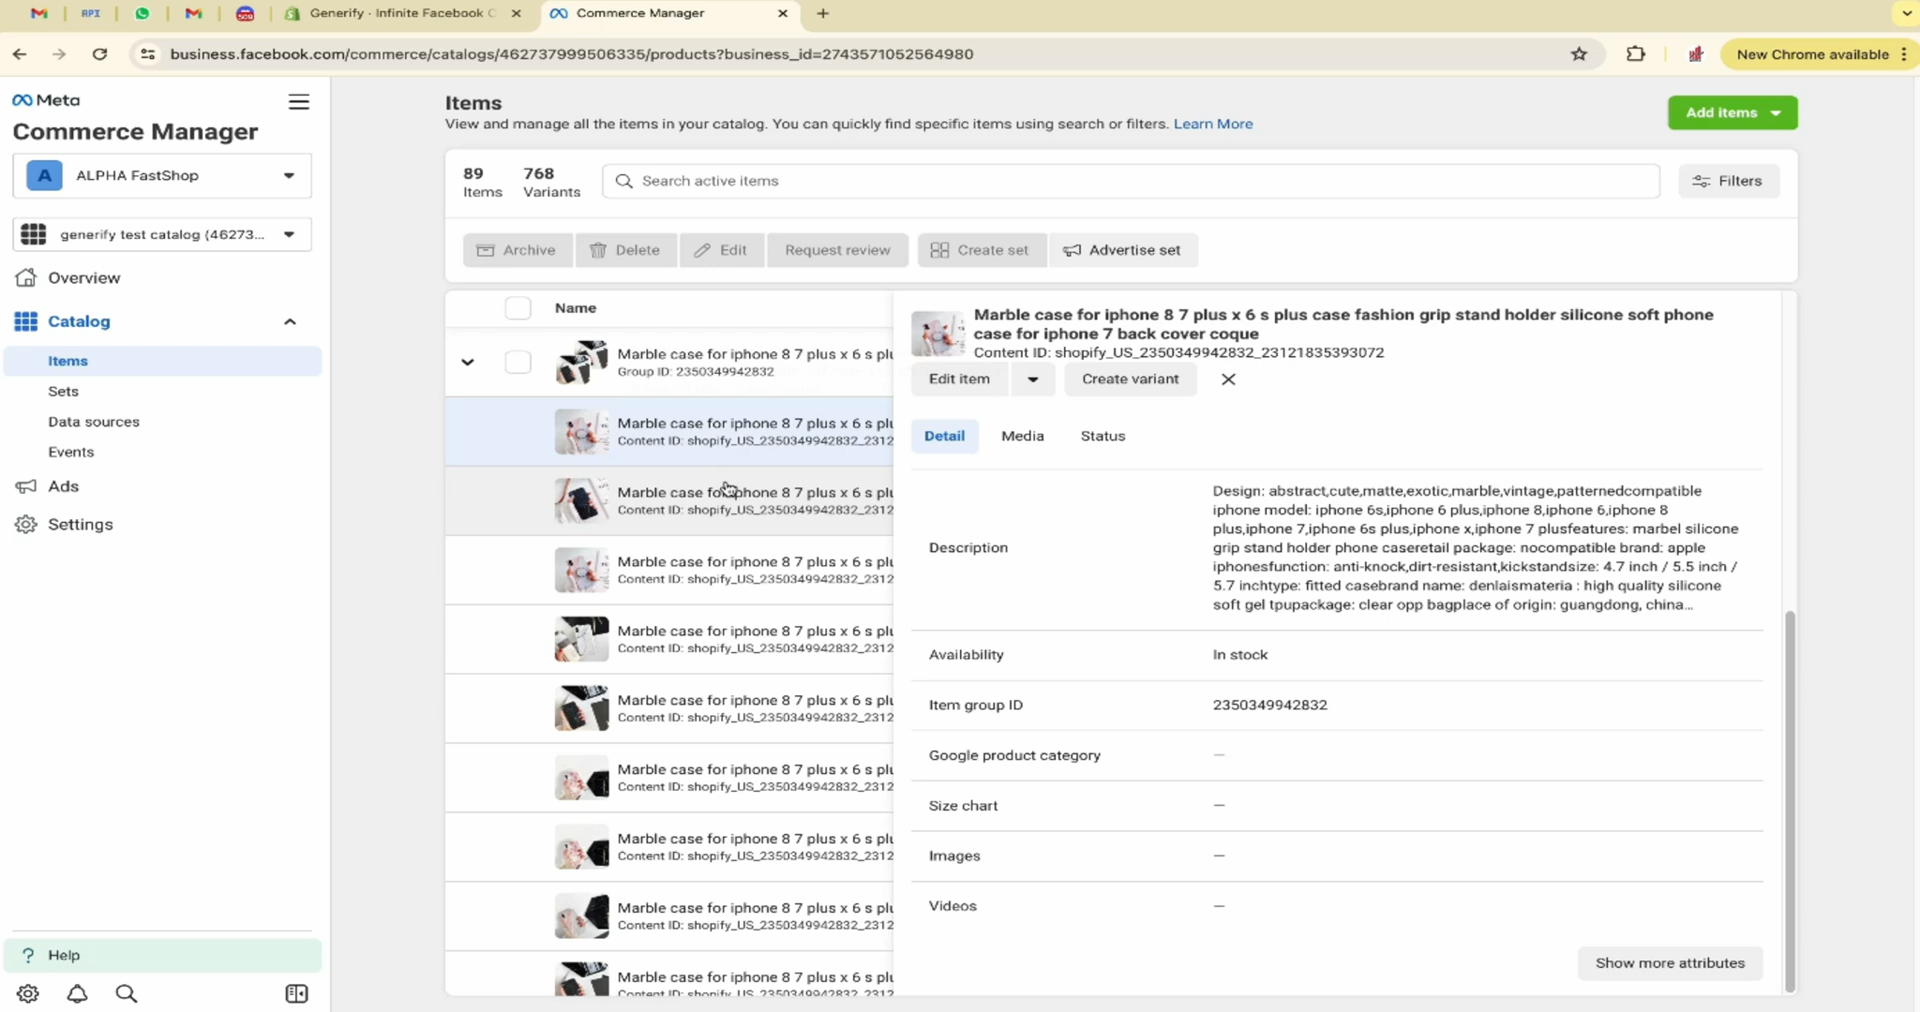 API
Generify · Infinite Facebook C
Commerce Manager
business.facebook.com/commerce/catalogs/462737999506335/products?business_id=2743571052564980
New Chrome available
Meta
Commerce Manager
A
ALPHA FastShop
generify test catalog (46273...
Overview
Catalog
Items
Sets
Data sources
Events
Ads
Settings
? Help
Items
View and manage all the items in your catalog. You can quickly find specific items using search or filters. Learn More
Add items
89
Items
768
Variants
Search active items
Filters
Archive
Delete
Edit
Request review
Create set
Advertise set
Name
Marble case for iphone 8 7 plus x 6 s plu
Group ID: 2350349942832
Marble case for iphone 8 7 plus x 6 s plu
Content ID: shopify_US_2350349942832_2312
Marble case for iphone 8 7 plus x 6 s plu
Content ID: shopify_US_2350349942832_2312
Marble case for iphone 8 7 plus x 6 s plu
Content ID: shopify_US_2350349942832_2312
Marble case for iphone 8 7 plus x 6 s plu
Content ID: shopify_US_2350349942832_2312
Marble case for iphone 8 7 plus x 6 s plu
Content ID: shopify_US_2350349942832_2312
Marble case for iphone 8 7 plus x 6 s plu
Content ID: shopify_US_2350349942832_2312
Marble case for iphone 8 7 plus x 6 s plu
Content ID: shopify_US_2350349942832_2312
Marble case for iphone 8 7 plus x 6 s plu
Content ID: shopify_US_2350349942832_2312
Marble case for iphone 8 7 plus x 6 s plu
Content ID: shopify_US_2350349942832_2312
Marble case for iphone 8 7 plus x 6 s plus case fashion grip stand holder silicone soft phone
case for iphone 7 back cover coque
Content ID: shopify_US_2350349942832_23121835393072
Edit item
Create variant
Detail
Media
Status
Description
Design: abstract,cute,matte,exotic,marble,vintage,patternedcompatible
iphone model: iphone 6s,iphone 6 plus,iphone 8,iphone 6,iphone 8
plus,iphone 7,iphone 6s plus,iphone x,iphone 7 plusfeatures: marbel silicone
grip stand holder phone caseretail package: nocompatible brand: apple
iphonesfunction: anti-knock,dirt-resistant,kickstandsize: 4.7 inch / 5.5 inch /
5.7 inchtype: fitted casebrand name: denlaismateria : high quality silicone
soft gel tpupackage: clear opp bagplace of origin: guangdong, china...
Availability
In stock
Item group ID
2350349942832
Google product category
—
Size chart
—
Images
—
Videos
—
Show more attributes